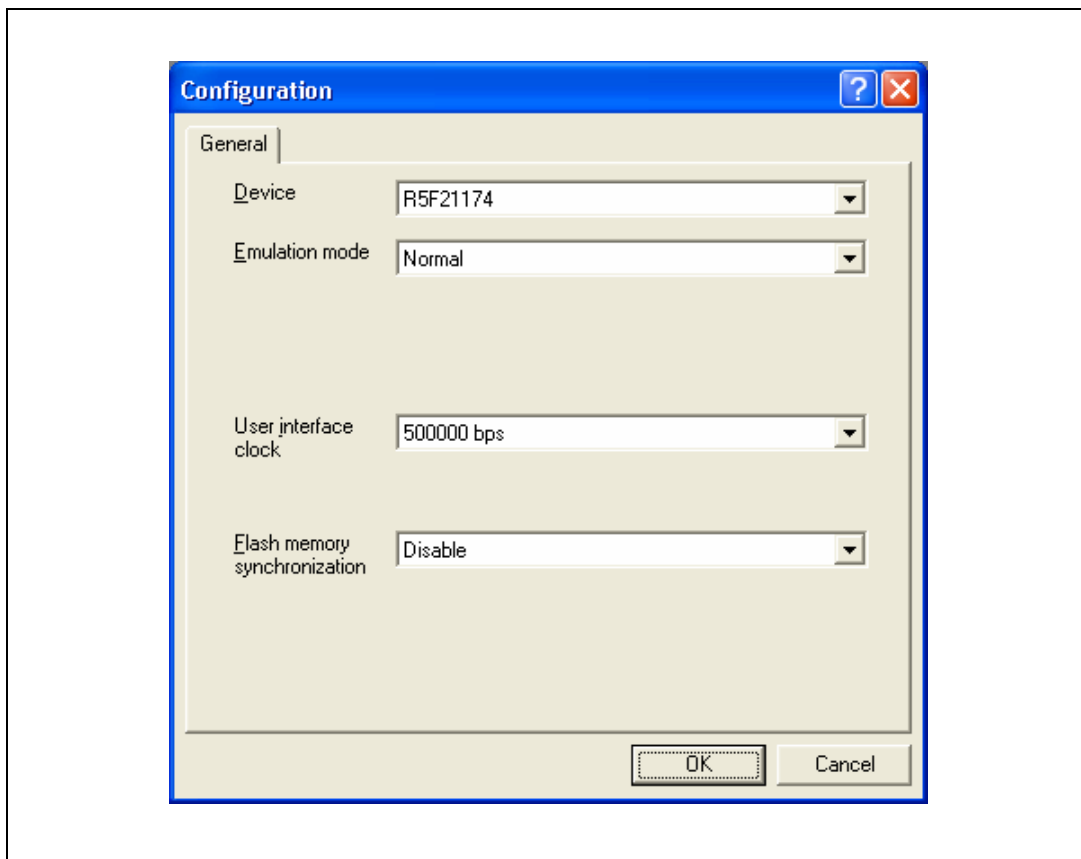 Configuration
General
Device
R5F21174
Emulation mode
Normal
User interface
clock
500000 bps
Flash memory
synchronization
Disable
OK
Cancel